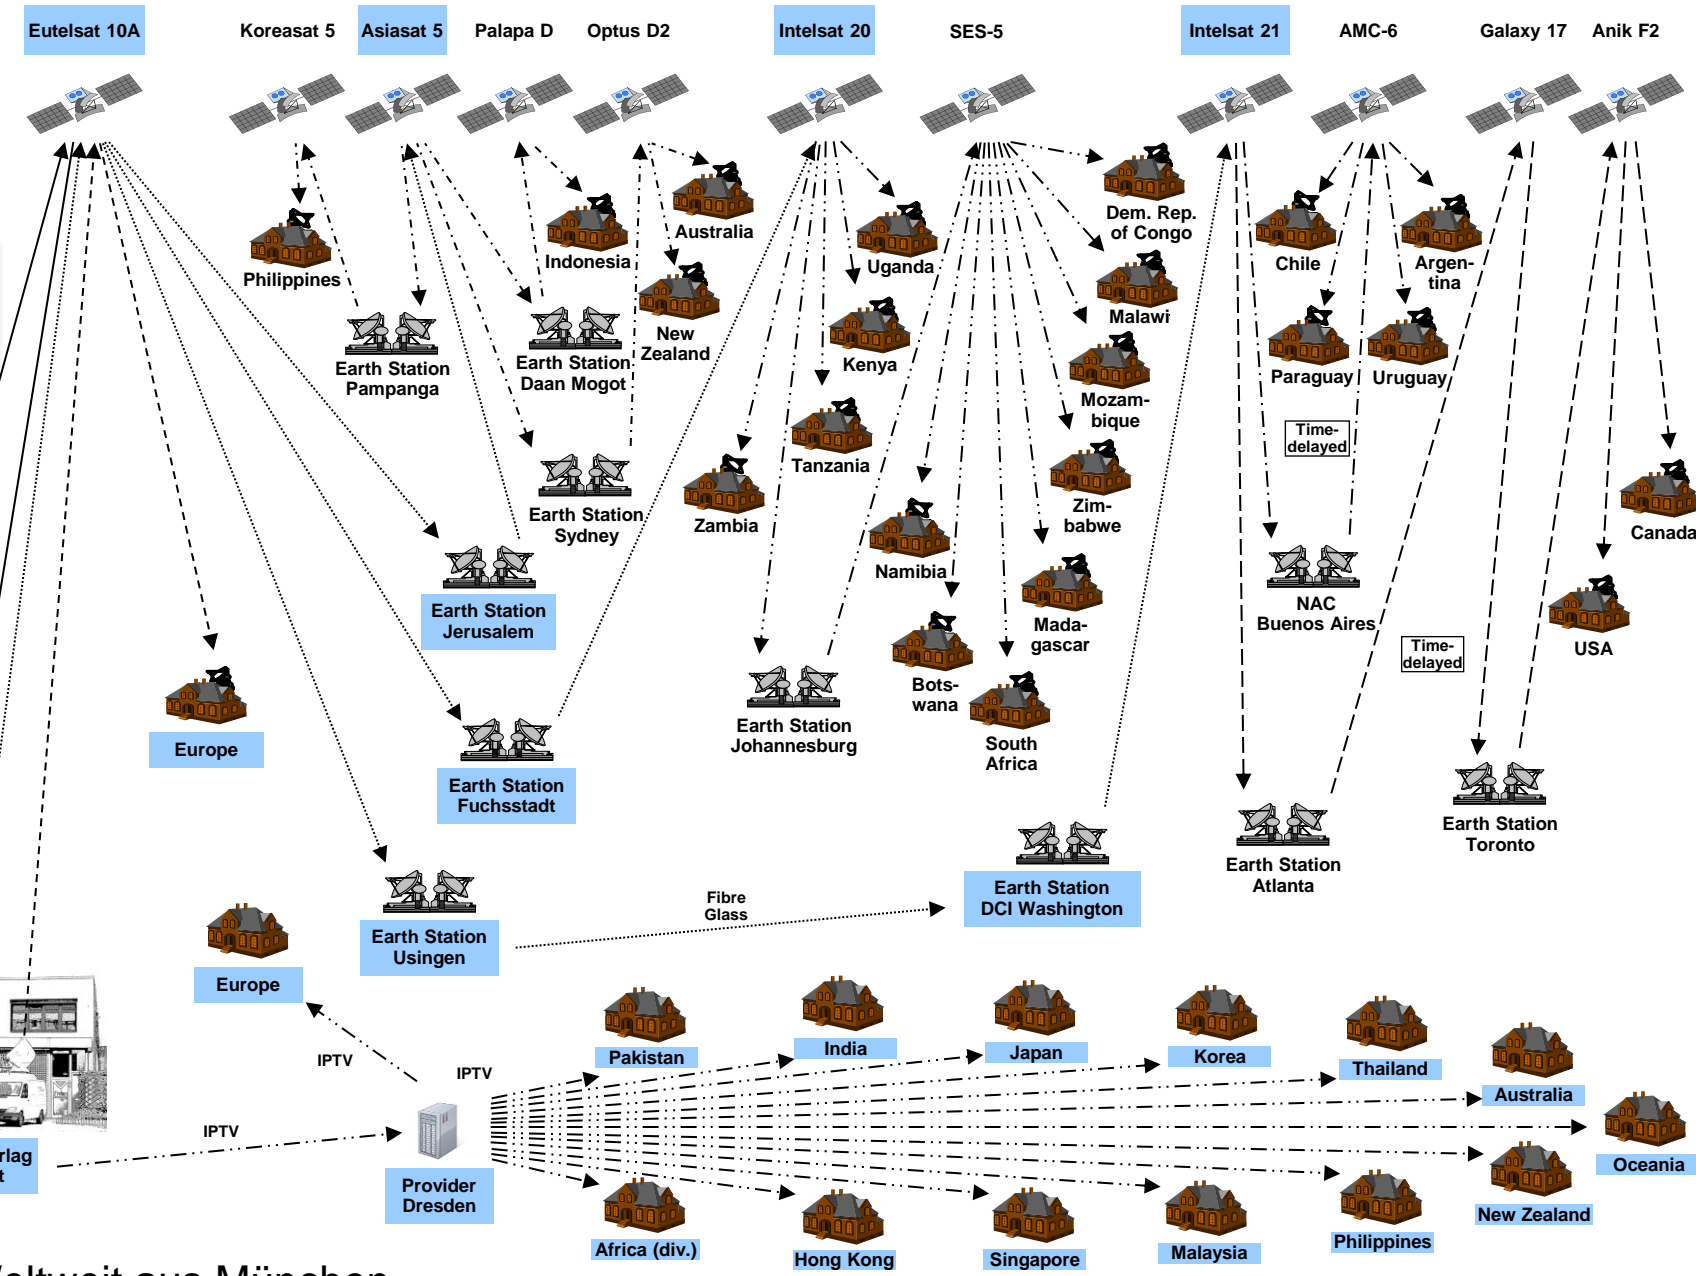 Eutelsat 10A
Koreasat 5
Asiasat 5
Palapa D
Optus D2
Intelsat 20
SES-5
Intelsat 21
AMC-6
Galaxy 17
Anik F2
Philippines
Indonesia
Australia
New
Zealand
Earth Station
Pampanga
Earth Station
Daan Mogot
Earth Station
Sydney
Earth Station
Jerusalem
Earth Station
Fuchsstadt
Earth Station
Usingen
Europe
Uganda
Kenya
Tanzania
Zambia
Earth Station
Johannesburg
Dem. Rep.
of Congo
Malawi
Mozam-
bique
Zim-
babwe
Mada-
gascar
Namibia
Bots-
wana
South
Africa
Chile
Argen-
tina
Paraguay
Uruguay
Time-
delayed
NAC
Buenos Aires
Time-
delayed
Canada
USA
Earth Station
Toronto
Earth Station
Atlanta
Earth Station
DCI Washington
Fibre
Glass
Europe
IPTV
IPTV
IPTV
Provider
Dresden
Pakistan
India
Japan
Korea
Thailand
Australia
Oceania
New Zealand
Philippines
Malaysia
Singapore
Hong Kong
Africa (div.)
rlag
t
Weltweit aus München